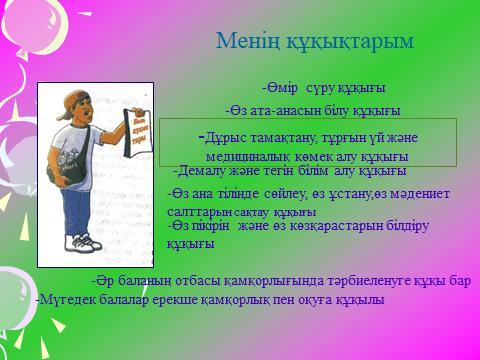 Менің құқықтарым
-Өмір сүру құқығы
-Өз ата-анасын білу құқығы
-Дұрыс тамақтану, тұрғын үй және
медициналық көмек алу құқығы
-Демалу және тегін білім алу құқығы
-Өз ана тілінде сөйлеу, өз ұстану,өз мәдениет
салттарын сақтау құқығы
-Өз пікірін және өз көзқарастарын білдіру
құқығы
-Әр баланың отбасы қамқорлығында тәрбиеленуге құқы бар
-Мүгедек балалар ерекше қамқорлық пен оқуға құқылы
Бала